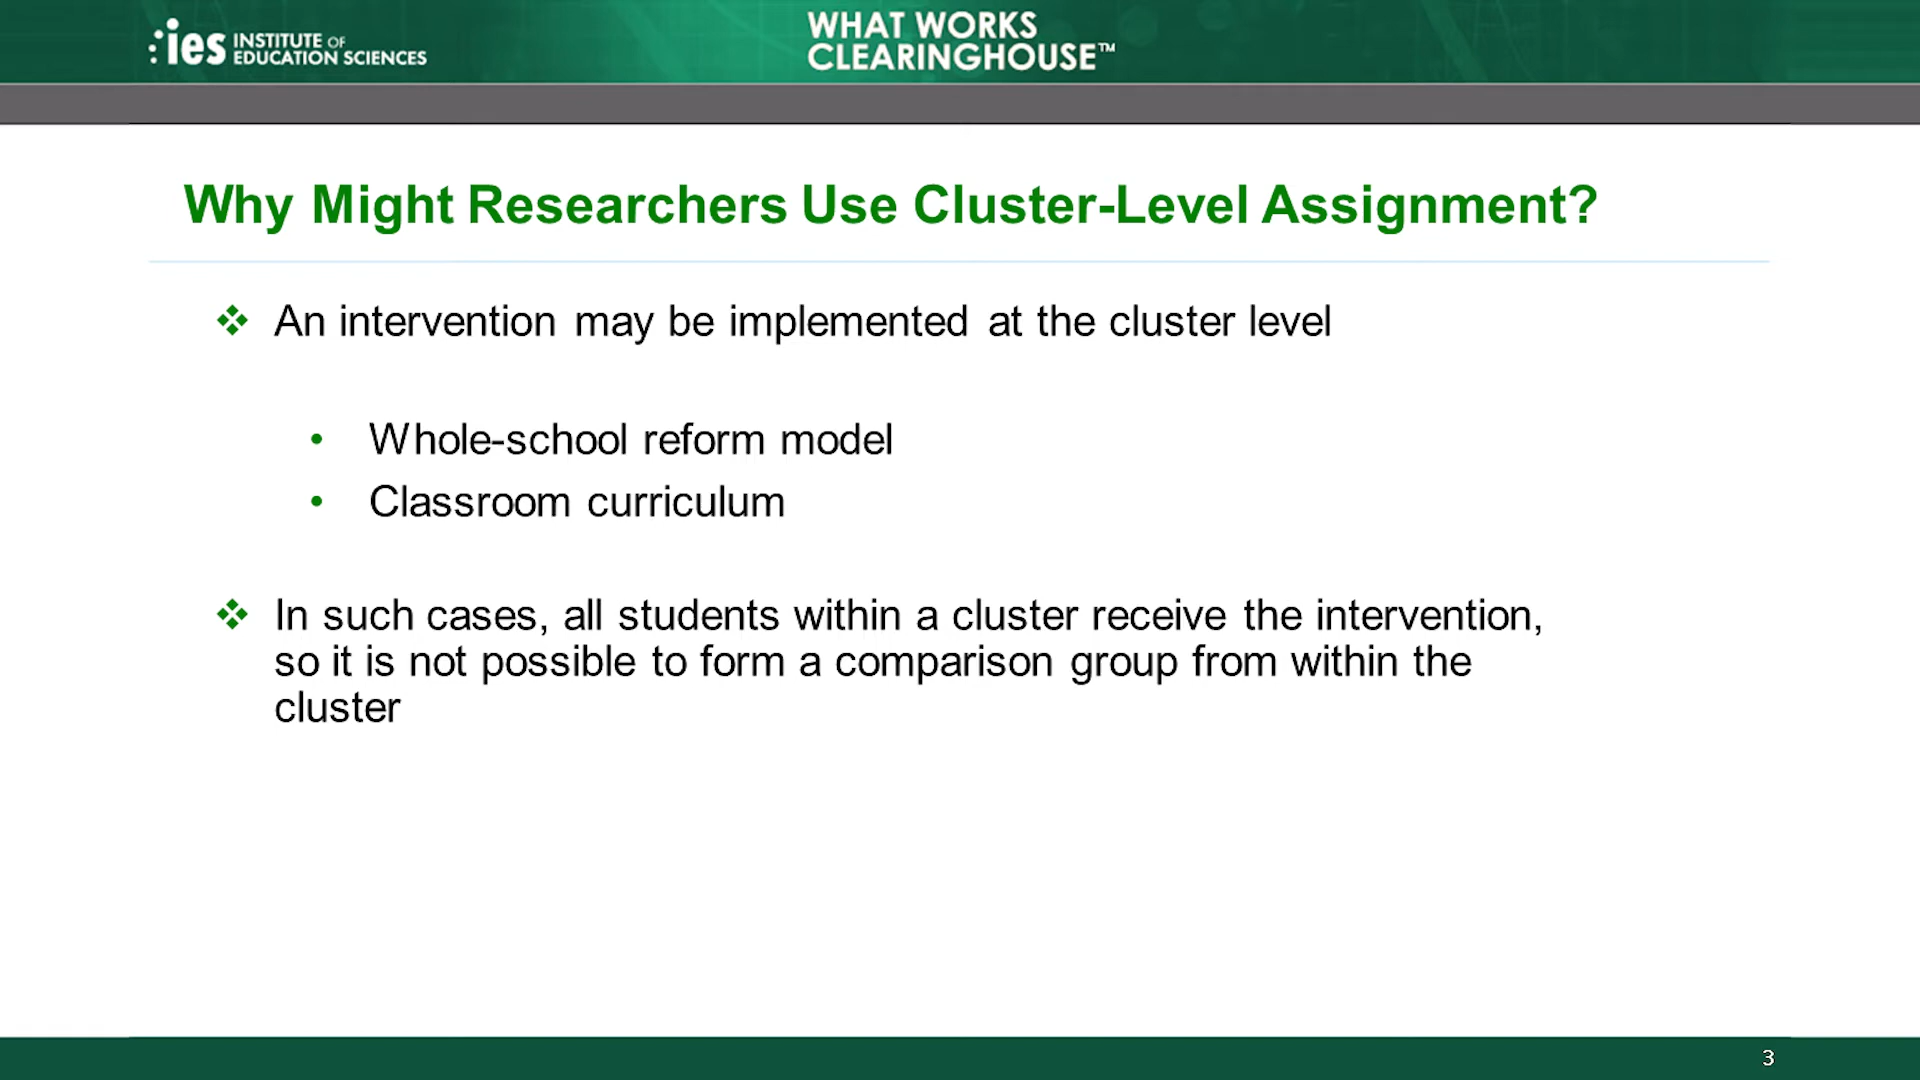 ies INSTITUTE OF
EDUCATION SCIENCES
WHAT WORKS
CLEARINGHOUSE™
Why Might Researchers Use Cluster-Level Assignment?
❖ An intervention may be implemented at the cluster level
• Whole-school reform model
• Classroom curriculum
❖ In such cases, all students within a cluster receive the intervention,
so it is not possible to form a comparison group from within the
cluster
3